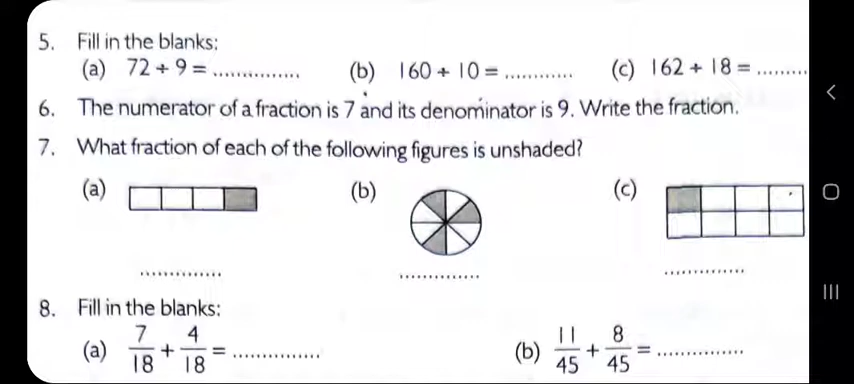 5. Fill in the blanks:
(a) 72 ÷ 9 = .............. (b) 160 ÷ 10 = ............ (c) 162 ÷ 18 = .........
6. The numerator of a fraction is 7 and its denominator is 9. Write the fraction.
7. What fraction of each of the following figures is unshaded?
(a) (b) (c)
.............. .............. ..............
8. Fill in the blanks:
(a) 7/18 + 4/18 = .............. (b) 11/45 + 8/45 = ..............